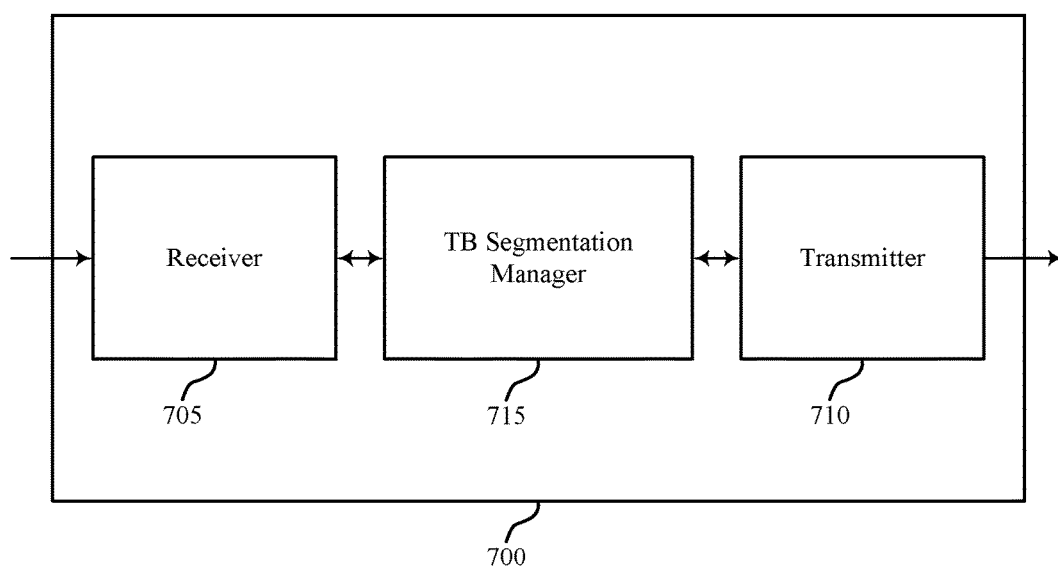 Receiver
TB Segmentation
Manager
Transmitter
705
715
710
700